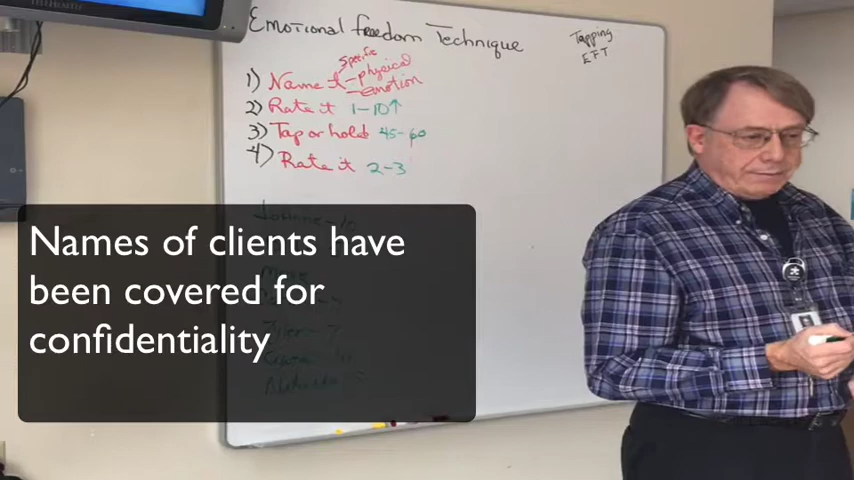 Emotional freedom Technique
Tapping
EFT
specific
1) Name it -physical
-emotion
2) Rate it 1-10↑
3) Tap or hold 45-60
4) Rate it 2-3
Names of clients have
been covered for
confidentiality